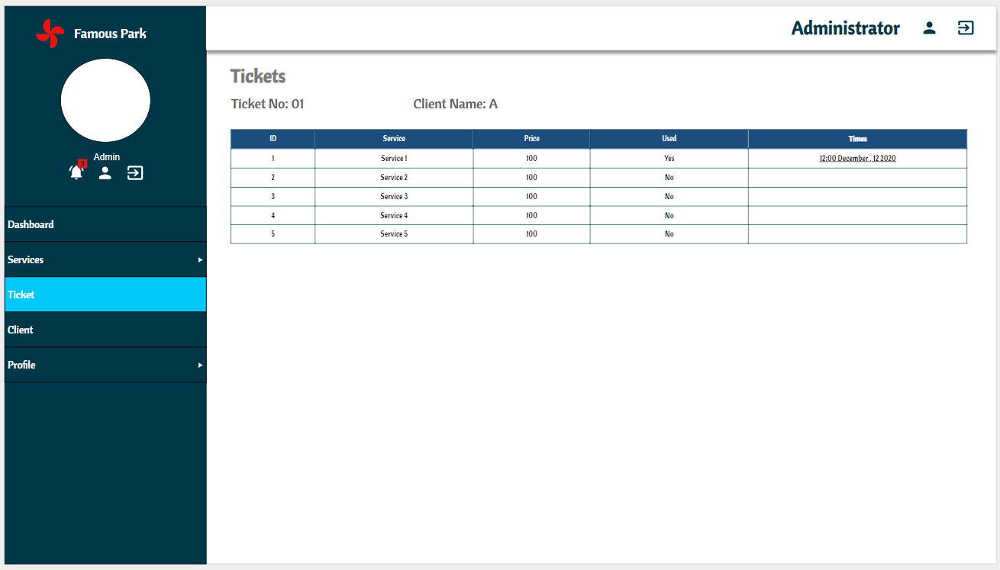 Famous Park
Administrator
Admin
3
Dashboard
Services
Ticket
Client
Profile
Tickets
Ticket No: 01 Client Name: A
ID Service Price Used Times
1 Service 1 100 Yes 12:00 December , 12 2020
2 Service 2 100 No
3 Service 3 100 No
4 Service 4 100 No
5 Service 5 100 No